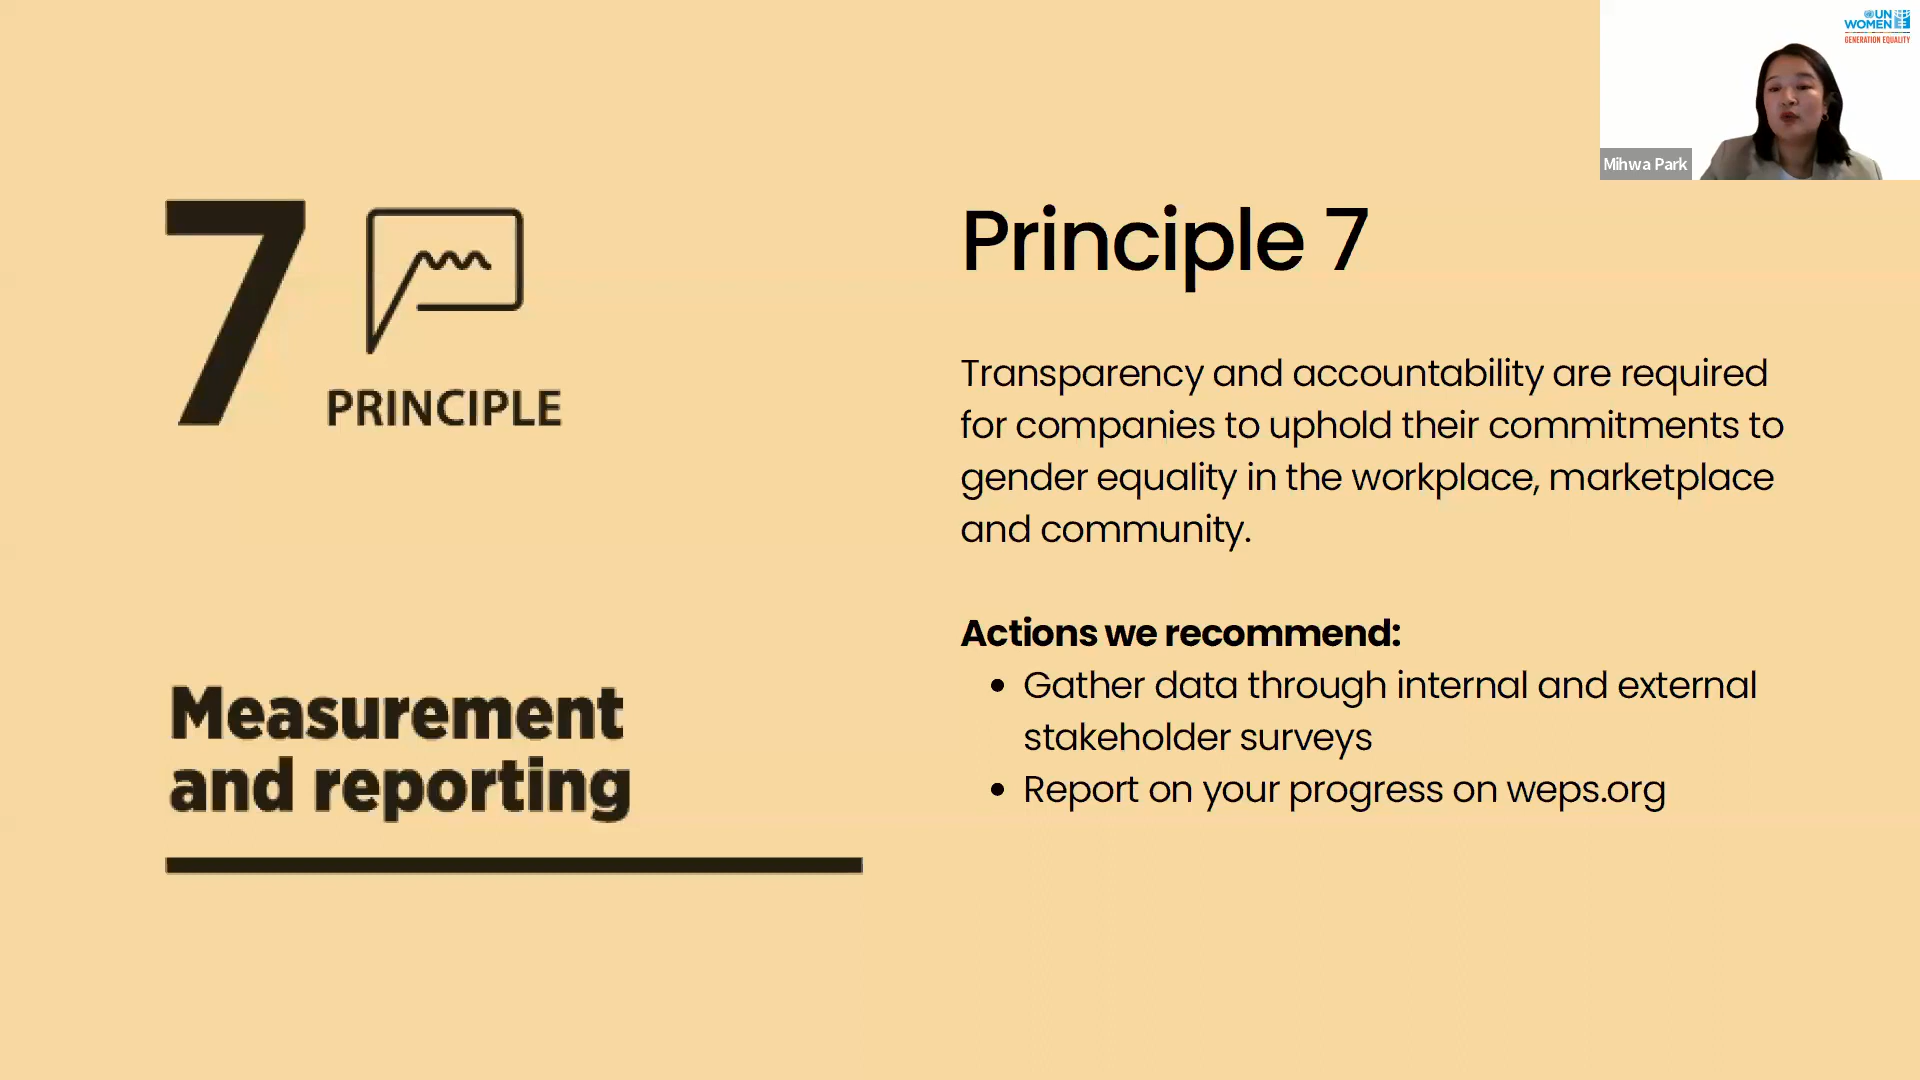 UN
WOMEN
GENERATION EQUALITY
Mihwa Park
7
PRINCIPLE
Measurement
and reporting
Principle 7
Transparency and accountability are required
for companies to uphold their commitments to
gender equality in the workplace, marketplace
and community.
Actions we recommend:
• Gather data through internal and external
stakeholder surveys
• Report on your progress on weps.org